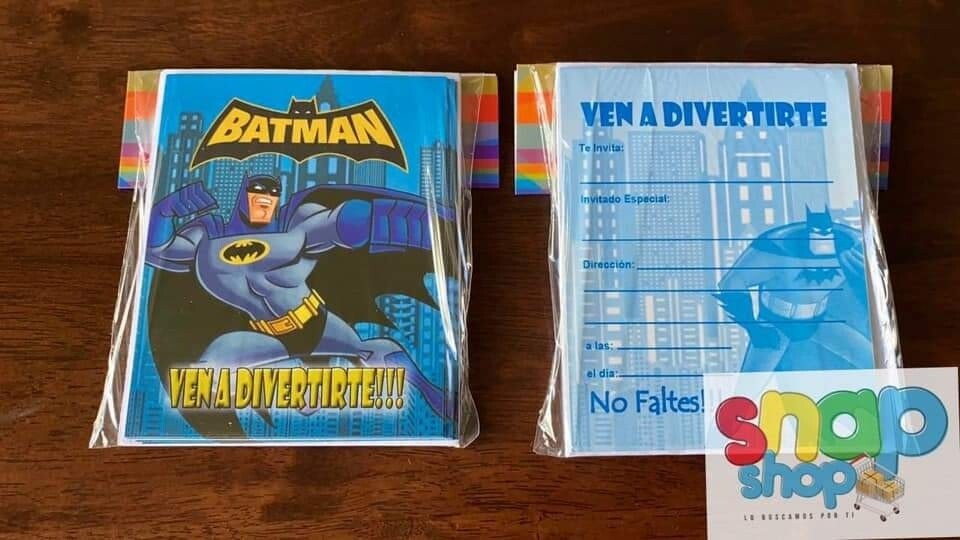 BATMAN
VEN A DIVERTIRTE!!!
VEN A DIVERTIRTE
Te Invita:
Invitado Especial:
Dirección:
a las:
el día:
No Faltes!
snap
shop
LO BUSCAMOS POR TI